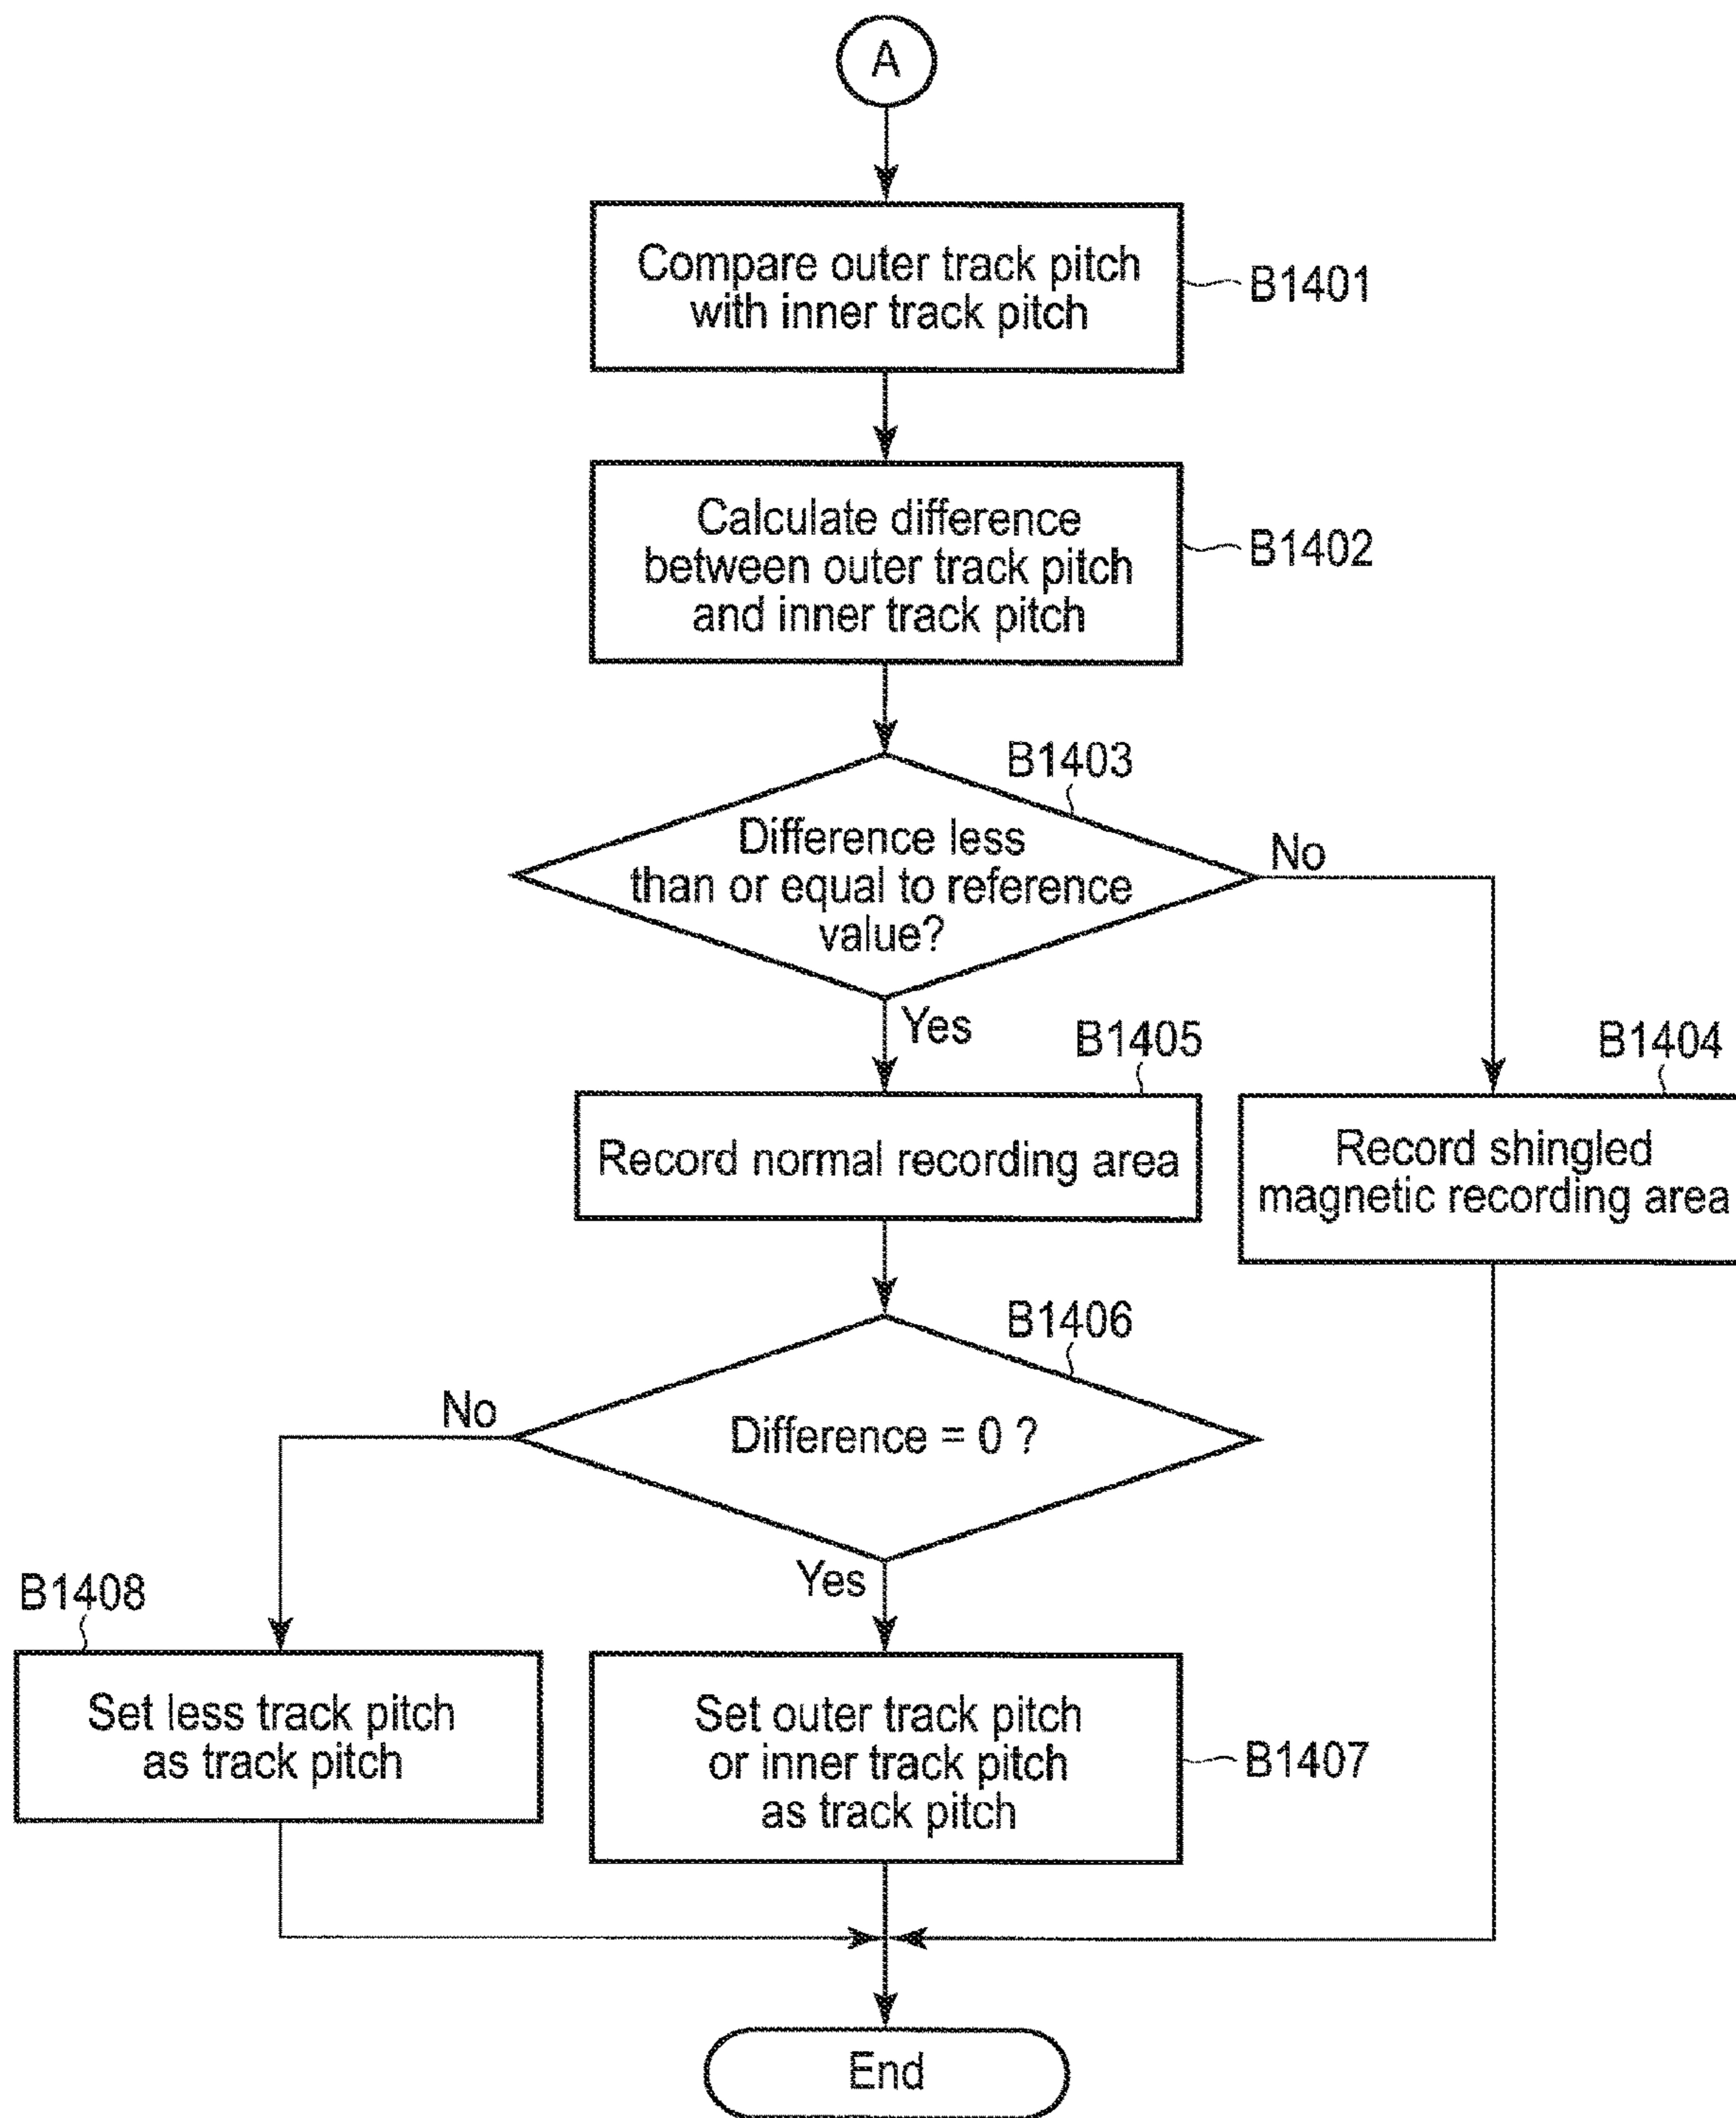 A
Compare outer track pitch
with inner track pitch
B1401
Calculate difference
between outer track pitch
and inner track pitch
B1402
B1403
Difference less
than or equal to reference
value?
No
Yes
B1405
B1404
Record normal recording area
Record shingled
magnetic recording area
B1406
No
Difference = 0 ?
Yes
B1408
Set less track pitch
as track pitch
Set outer track pitch
or inner track pitch
as track pitch
B1407
End